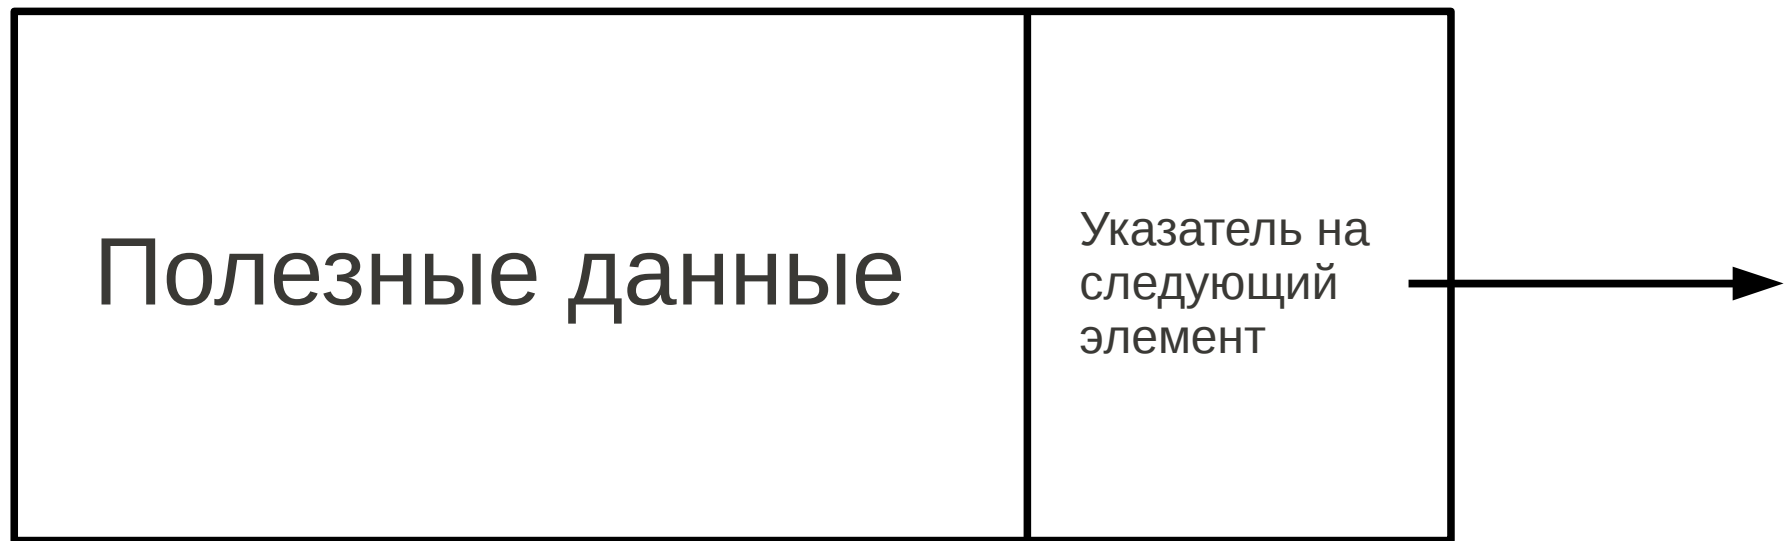 Полезные данные
Указатель на
следующий
элемент